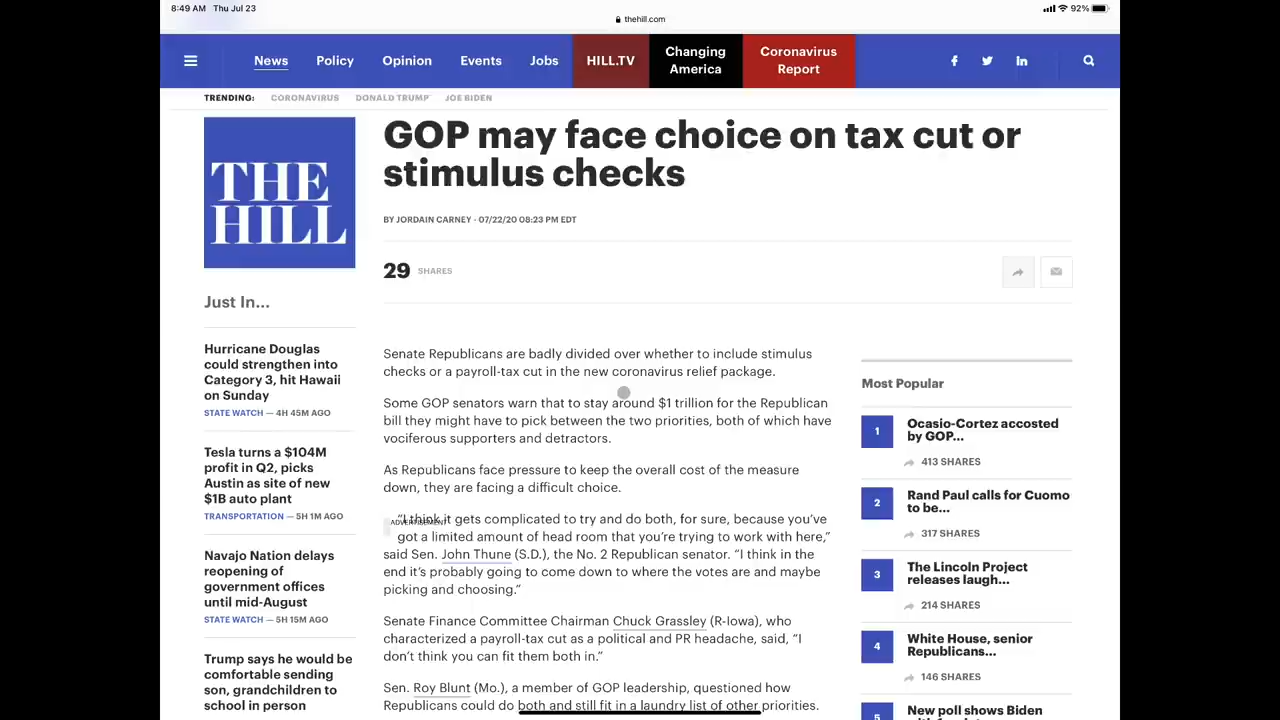 8:49 AM Thu Jul 23
92%
thehill.com
News
Policy
Opinion
Events
Jobs
HILL.TV
Changing
America
Coronavirus
Report
TRENDING:
CORONAVIRUS
DONALD TRUMP
JOE BIDEN
THE
HILL
GOP may face choice on tax cut or
stimulus checks
BY JORDAIN CARNEY - 07/22/20 08:23 PM EDT
29 SHARES
Just In...
Hurricane Douglas
could strengthen into
Category 3, hit Hawaii
on Sunday
STATE WATCH — 4H 45M AGO
Tesla turns a $104M
profit in Q2, picks
Austin as site of new
$1B auto plant
TRANSPORTATION — 5H 1M AGO
Navajo Nation delays
reopening of
government offices
until mid-August
STATE WATCH — 5H 15M AGO
Trump says he would be
comfortable sending
son, grandchildren to
school in person
Senate Republicans are badly divided over whether to include stimulus
checks or a payroll-tax cut in the new coronavirus relief package.
Some GOP senators warn that to stay around $1 trillion for the Republican
bill they might have to pick between the two priorities, both of which have
vociferous supporters and detractors.
As Republicans face pressure to keep the overall cost of the measure
down, they are facing a difficult choice.
ADVERTISEMENT
“I think it gets complicated to try and do both, for sure, because you’ve
got a limited amount of head room that you’re trying to work with here,”
said Sen. John Thune (S.D.), the No. 2 Republican senator. “I think in the
end it’s probably going to come down to where the votes are and maybe
picking and choosing.”
Senate Finance Committee Chairman Chuck Grassley (R-Iowa), who
characterized a payroll-tax cut as a political and PR headache, said, “I
don’t think you can fit them both in.”
Sen. Roy Blunt (Mo.), a member of GOP leadership, questioned how
Republicans could do both and still fit in a laundry list of other priorities.
Most Popular
1
Ocasio-Cortez accosted
by GOP...
413 SHARES
2
Rand Paul calls for Cuomo
to be...
317 SHARES
3
The Lincoln Project
releases laugh...
214 SHARES
4
White House, senior
Republicans...
146 SHARES
5
New poll shows Biden